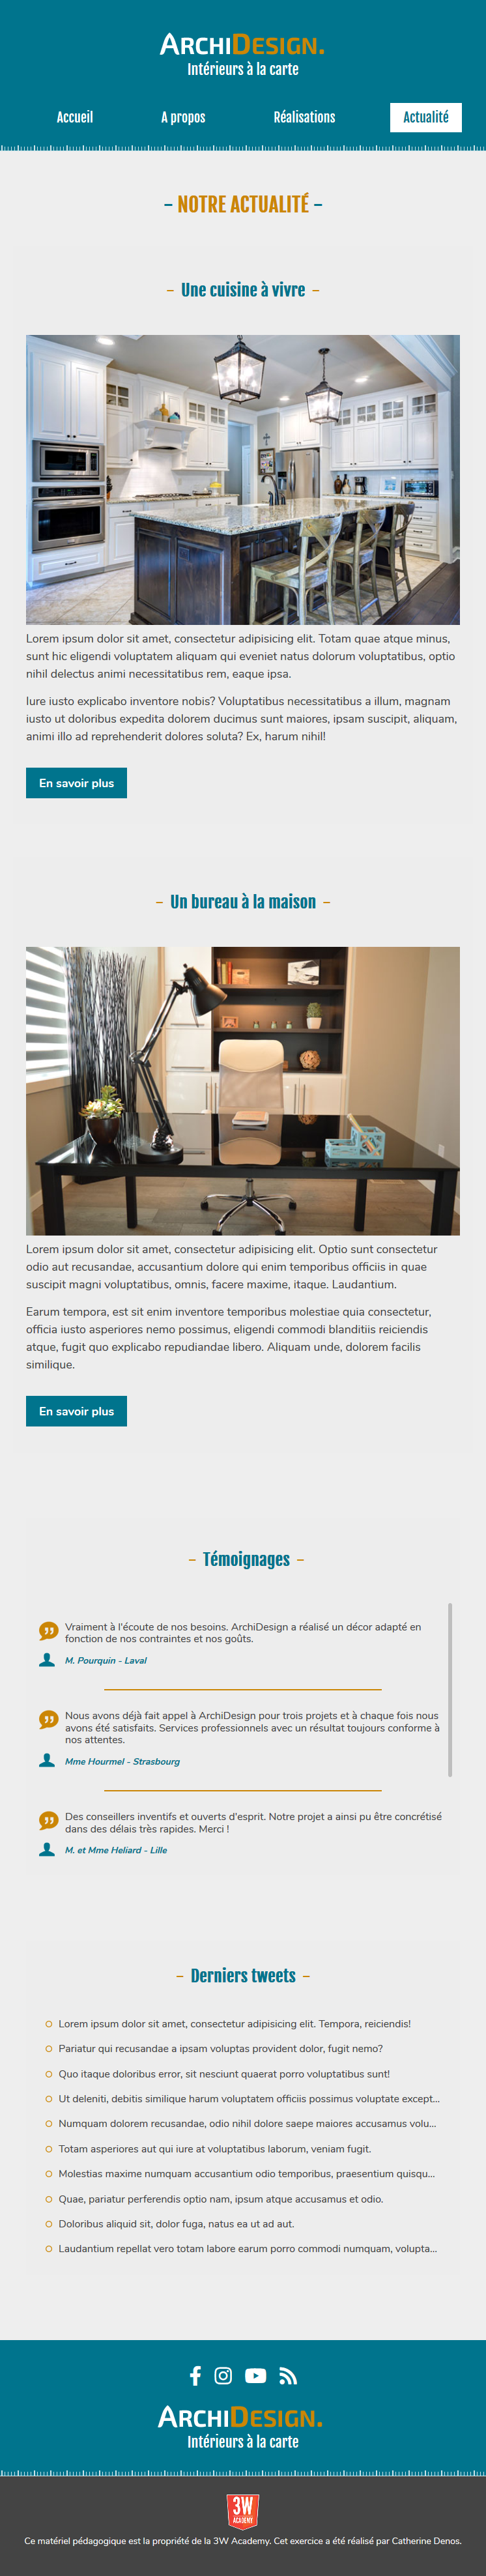 ArchiDesign.
Intérieurs à la carte
Accueil
A propos
Réalisations
Actualité
– NOTRE ACTUALITÉ –
– Une cuisine à vivre –
Lorem ipsum dolor sit amet, consectetur adipisicing elit. Totam quae atque minus,
sunt hic eligendi voluptatem aliquam qui eveniet natus dolorum voluptatibus, optio
nihil delectus animi necessitatibus rem, eaque ipsa.
Iure iusto explicabo inventore nobis? Voluptatibus necessitatibus a illum, magnam
iusto ut doloribus expedita dolorem ducimus sunt maiores, ipsam suscipit, aliquam,
animi illo ad reprehenderit dolores soluta? Ex, harum nihil!
En savoir plus
– Un bureau à la maison –
Lorem ipsum dolor sit amet, consectetur adipisicing elit. Optio sunt consectetur
odio aut recusandae, accusantium dolore qui enim temporibus officiis in quae
suscipit magni voluptatibus, omnis, facere maxime, itaque. Laudantium.
Earum tempora, est sit enim inventore temporibus molestiae quia consectetur,
officia iusto asperiores nemo possimus, eligendi commodi blanditiis reiciendis
atque, fugit quo explicabo repudiandae libero. Aliquam unde, dolorem facilis
similique.
En savoir plus
– Témoignages –
Vraiment à l'écoute de nos besoins. ArchiDesign a réalisé un décor adapté en
fonction de nos contraintes et nos goûts.
M. Pourquin - Laval
Nous avons déjà fait appel à ArchiDesign pour trois projets et à chaque fois nous
avons été satisfaits. Services professionnels avec un résultat toujours conforme à
nos attentes.
Mme Hourmel - Strasbourg
Des conseillers inventifs et ouverts d'esprit. Notre projet a ainsi pu être concrétisé
dans des délais très rapides. Merci !
M. et Mme Heliard - Lille
– Derniers tweets –
Lorem ipsum dolor sit amet, consectetur adipisicing elit. Tempora, reiciendis!
Pariatur qui recusandae a ipsam voluptas provident dolor, fugit nemo?
Quo itaque doloribus error, sit nesciunt quaerat porro voluptatibus sunt!
Ut deleniti, debitis similique harum voluptatem officiis possimus voluptate except...
Numquam dolorem recusandae, odio nihil dolore saepe maiores accusamus volu...
Totam asperiores aut qui iure at voluptatibus laborum, veniam fugit.
Molestias maxime numquam accusantium odio temporibus, praesentium quisqu...
Quae, pariatur perferendis optio nam, ipsum atque accusamus et odio.
Doloribus aliquid sit, dolor fuga, natus ea ut ad aut.
Laudantium repellat vero totam labore earum porro commodi numquam, volupta...
ArchiDesign.
Intérieurs à la carte
3W
ACADEMY
Ce matériel pédagogique est la propriété de la 3W Academy. Cet exercice a été réalisé par Catherine Denos.